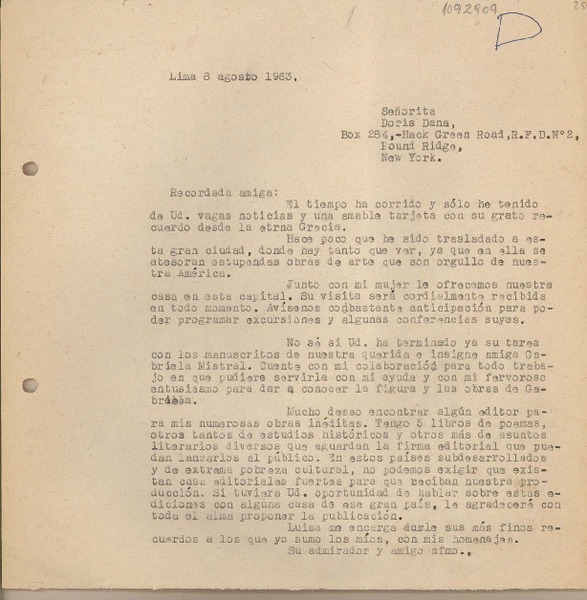 1092909
D
Lima 8 agosto 1963.
Señorita
Doris Dana,
Box 284,-Hack Green Road,R.F.D.Nº2,
Pound Ridge,
New York.
Recordada amiga:
El tiempo ha corrido y sólo he tenido
de Ud. vagas noticias y una amable tarjeta con su grato re-
cuerdo desde la etrna Grecia.
Hace poco que he sido trasladado a es-
ta gran ciudad, donde hay tanto que ver, ya que en ella se
atesoran estupendas obras de arte que son orgullo de nues-
tra América.
Junto con mi mujer le ofrecemos nuestra
casa en esta capital. Su visita será cordialmente recibida
en todo momento. Avísenos conbastante anticipación para po-
der programar excursiones y algunas conferencias suyas.
No sé si Ud. ha terminado ya su tarea
con los manuscritos de nuestra querida e insigne amiga Ga-
briela Mistral. Cuente con mi colaboración para todo traba-
jo en que pudiere servirla con mi ayuda y con mi fervoroso
entusismo para dar a conocer la figura y las obras de Ga-
Mucho deseo encontrar algún editor pa-
ra mis numerosas obras inéditas. Tengo 5 libros de poemas,
otros tantos de estudios históricos y otros más de asuntos
literarios diversos que aguardan la firma editorial que pue-
dan lanzarlos al público. En estos países subdesarrollados
y de extrama pobreza cultural, no podemos exigir que exis-
tan casa editoriales fuertes para que reciban nuestra pro-
ducción. Si tuviera Ud. oportunidad de hablar sobre estas e-
diciones con alguna casa de ese gran país, le agradeceré con
toda el alma proponer la publicación.
Luisa me encarga darle sus más finos re-
cuerdos a los que yo sumo los míos, con mis homenajes.
Su admirador y amigo sfmo.,